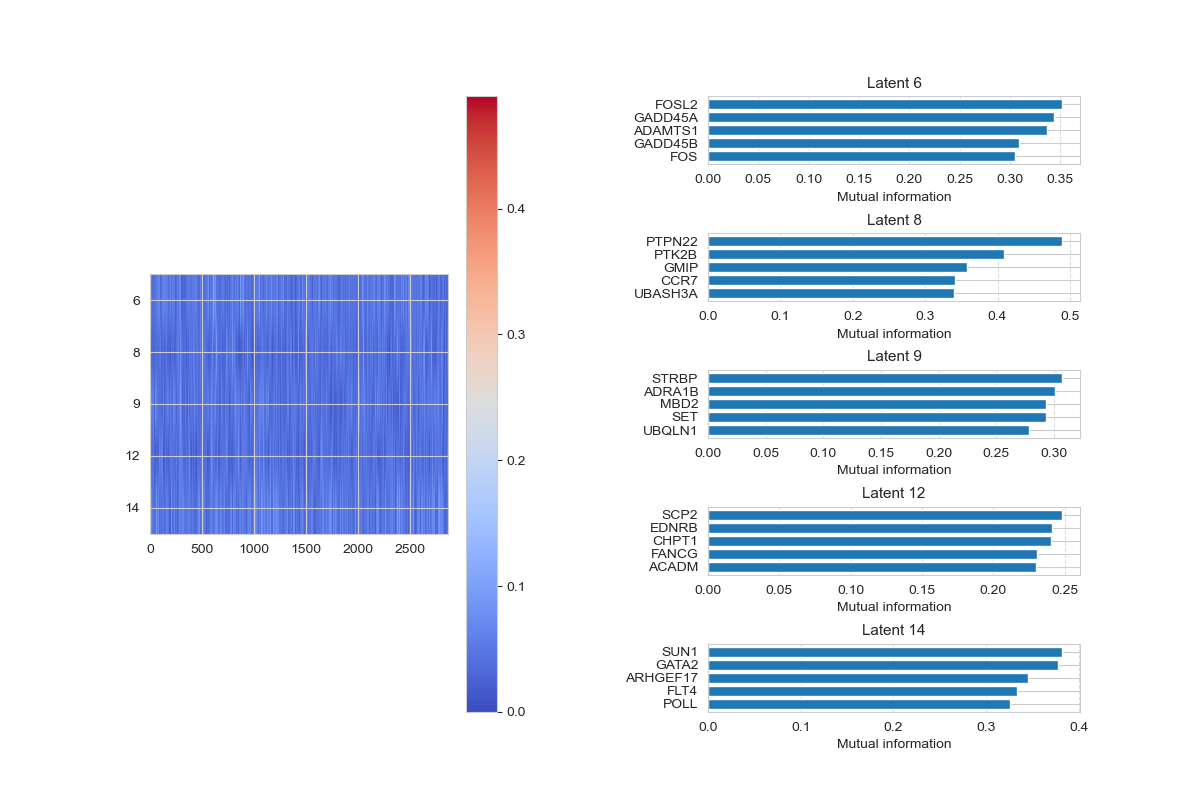 6
8
9
12
14
0 500 1000 1500 2000 2500
0.4
0.3
0.2
0.1
0.0
Latent 6
FOSL2
GADD45A
ADAMTS1
GADD45B
FOS
0.00 0.05 0.10 0.15 0.20 0.25 0.30 0.35
Mutual information
Latent 8
PTPN22
PTK2B
GMIP
CCR7
UBASH3A
0.0 0.1 0.2 0.3 0.4 0.5
Mutual information
Latent 9
STRBP
ADRA1B
MBD2
SET
UBQLN1
0.00 0.05 0.10 0.15 0.20 0.25 0.30
Mutual information
Latent 12
SCP2
EDNRB
CHPT1
FANCG
ACADM
0.00 0.05 0.10 0.15 0.20 0.25
Mutual information
Latent 14
SUN1
GATA2
ARHGEF17
FLT4
POLL
0.0 0.1 0.2 0.3 0.4
Mutual information